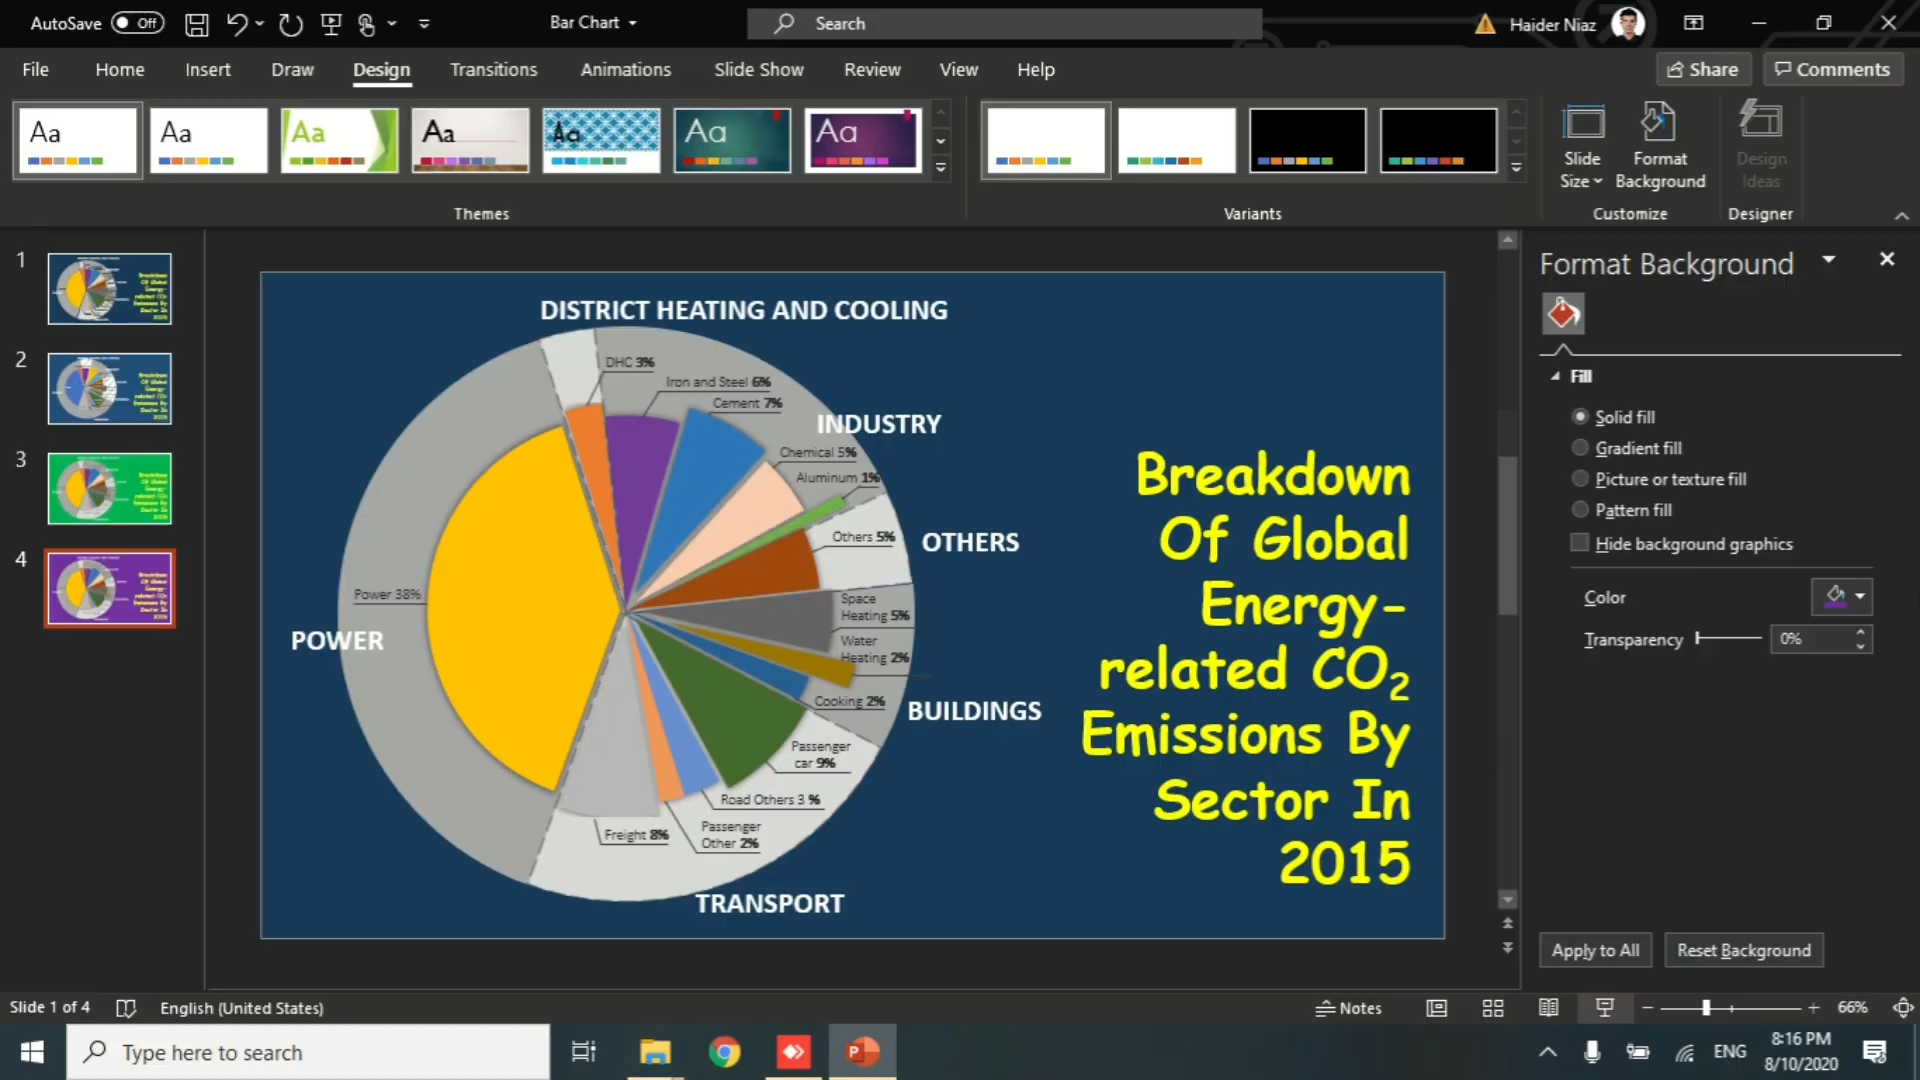 AutoSave Off
Bar Chart
Search
Haider Niaz
File Home Insert Draw Design Transitions Animations Slide Show Review View Help
Share Comments
Aa Aa Aa Aa Aa Aa Aa
Slide Size
Format Background
Design Ideas
Themes Variants Customize Designer
1
2
3
4
DISTRICT HEATING AND COOLING
DHC 3%
Iron and Steel 6%
Cement 7%
INDUSTRY
Chemical 5%
Aluminum 1%
Others 5%
OTHERS
Power 38%
POWER
Space
Heating 5%
Water
Heating 2%
Cooking 2%
BUILDINGS
Passenger
car 9%
Road Others 3 %
Passenger
Other 2%
Freight 8%
TRANSPORT
Breakdown
Of Global
Energy-
related CO₂
Emissions By
Sector In
2015
Format Background
Fill
Solid fill
Gradient fill
Picture or texture fill
Pattern fill
Hide background graphics
Color
Transparency 0%
Apply to All Reset Background
Slide 1 of 4 English (United States) Notes 66%
Type here to search
ENG
8:16 PM
8/10/2020